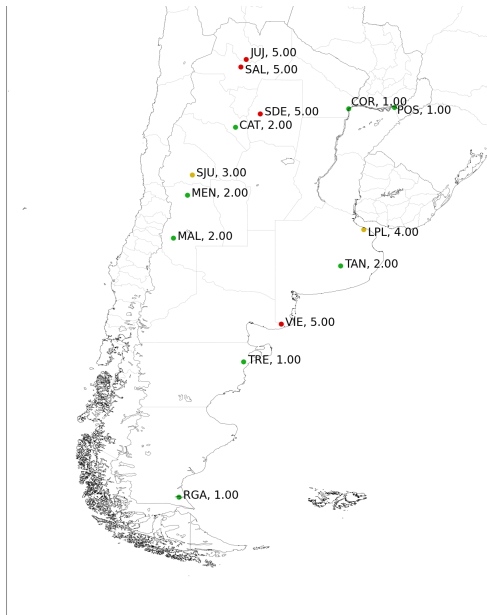 JUJ, 5.00
SAL, 5.00
COR, 1.00
POS, 1.00
SDE, 5.00
CAT, 2.00
SJU, 3.00
MEN, 2.00
LPL, 4.00
MAL, 2.00
TAN, 2.00
VIE, 5.00
TRE, 1.00
RGA, 1.00